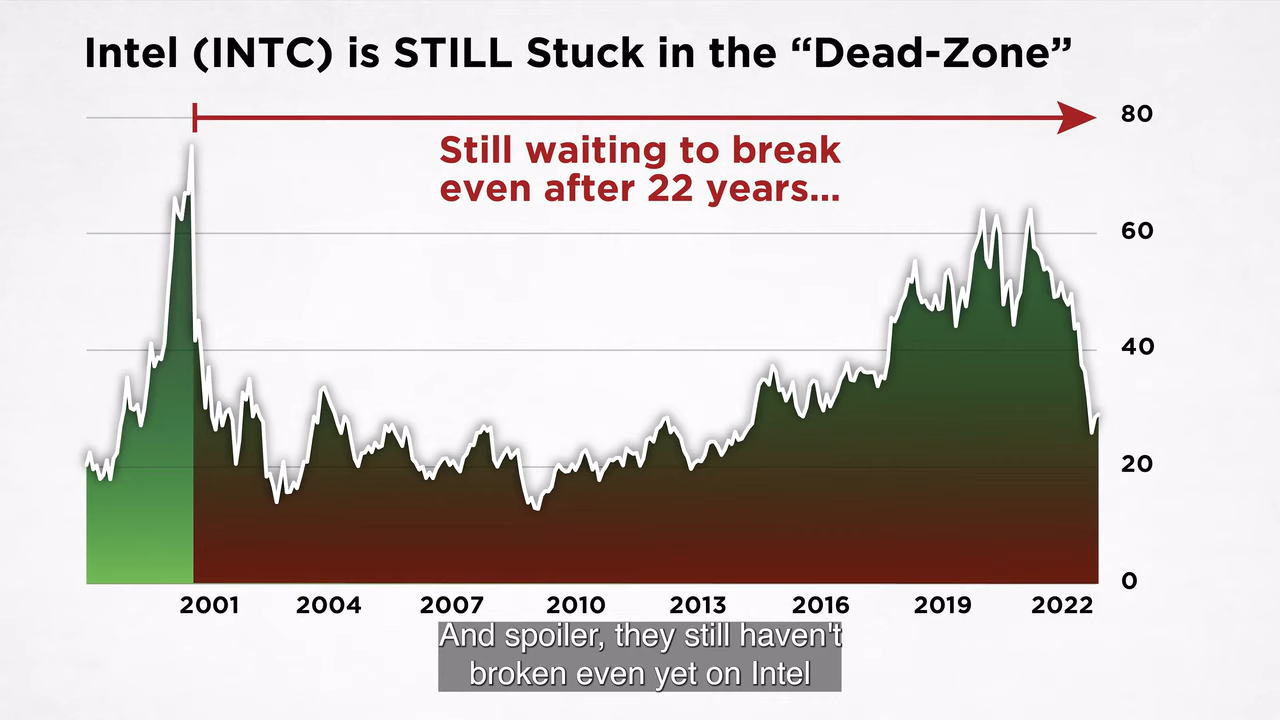 Intel (INTC) is STILL Stuck in the “Dead-Zone”
80
Still waiting to break
even after 22 years...
60
40
20
0
2001 2004 2007 2010 2013 2016 2019 2022
And spoiler, they still haven't
broken even yet on Intel